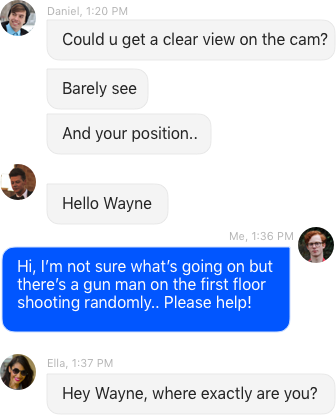 Daniel, 1:20 PM
Could u get a clear view on the cam?
Barely see
And your position..
Hello Wayne
Me, 1:36 PM
Hi, I’m not sure what’s going on but
there’s a gun man on the first floor
shooting randomly.. Please help!
Ella, 1:37 PM
Hey Wayne, where exactly are you?